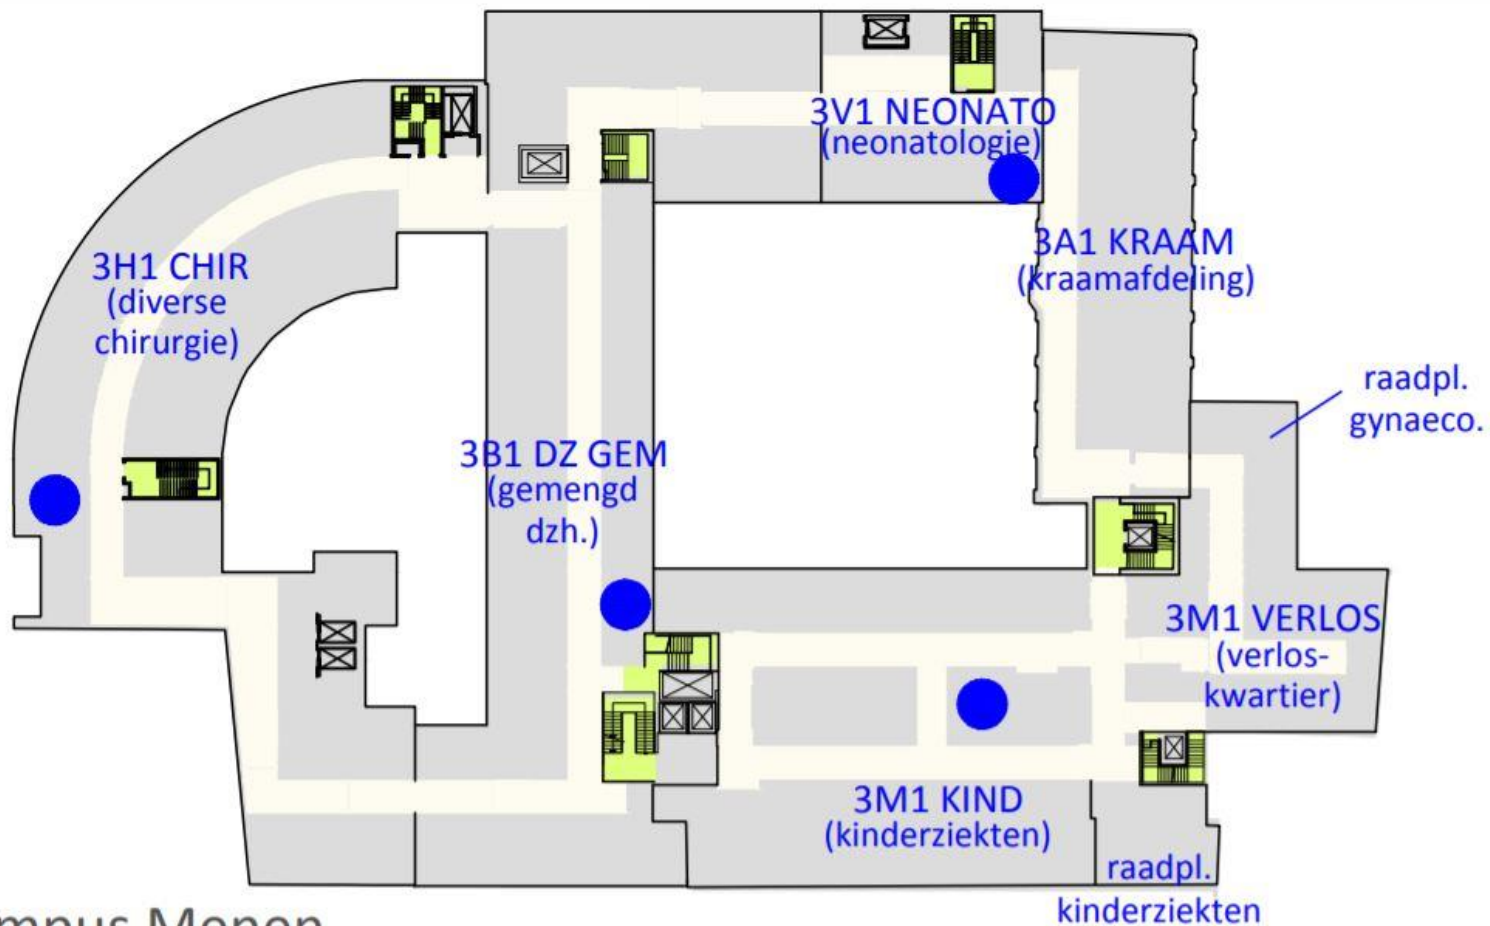 3V1 NEONATO
(neonatologie)
3A1 KRAAM
(kraamafdeling)
3H1 CHIR
(diverse
chirurgie)
raadpl.
gynaeco.
3B1 DZ GEM
(gemengd
dzh.)
3M1 VERLOS
(verlos-
kwartier)
3M1 KIND
(kinderziekten)
raadpl.
kinderziekten